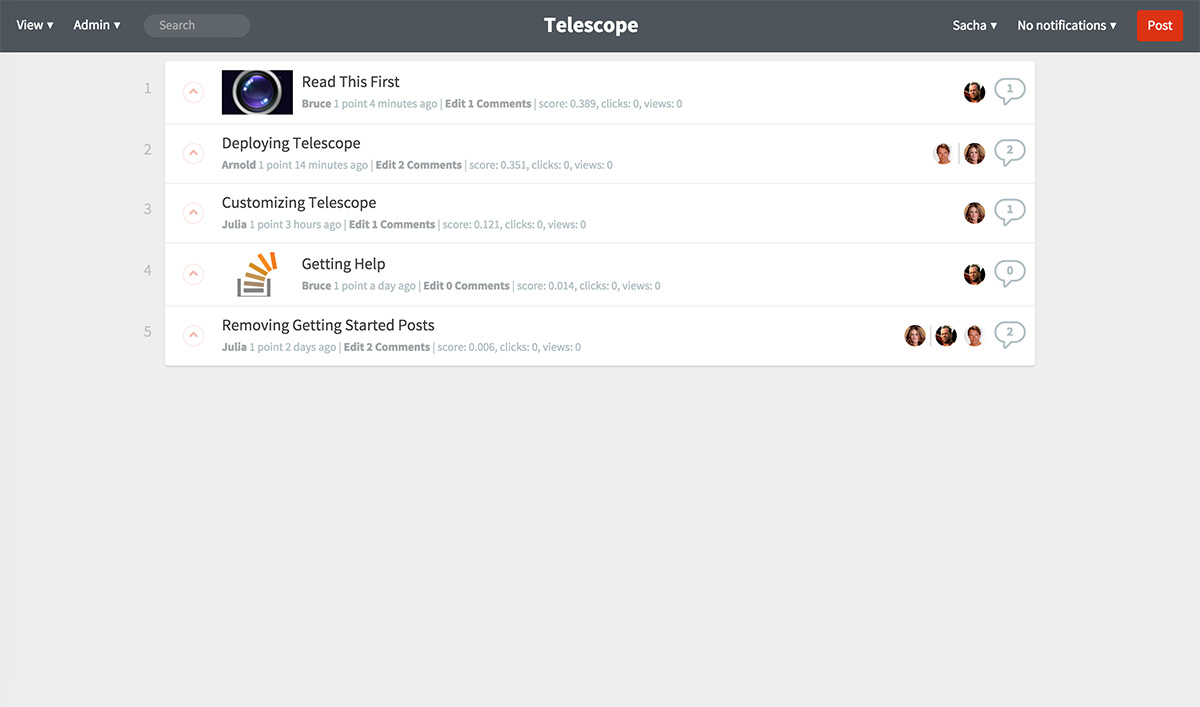 View ▾ Admin ▾ Search Telescope Sacha ▾ No notifications ▾ Post
1 Read This First 1
Bruce 1 point 4 minutes ago | Edit 1 Comments | score: 0.389, clicks: 0, views: 0
2 Deploying Telescope 2
Arnold 1 point 14 minutes ago | Edit 2 Comments | score: 0.351, clicks: 0, views: 0
3 Customizing Telescope 1
Julia 1 point 3 hours ago | Edit 1 Comments | score: 0.121, clicks: 0, views: 0
4 Getting Help 0
Bruce 1 point a day ago | Edit 0 Comments | score: 0.014, clicks: 0, views: 0
5 Removing Getting Started Posts 2
Julia 1 point 2 days ago | Edit 2 Comments | score: 0.006, clicks: 0, views: 0